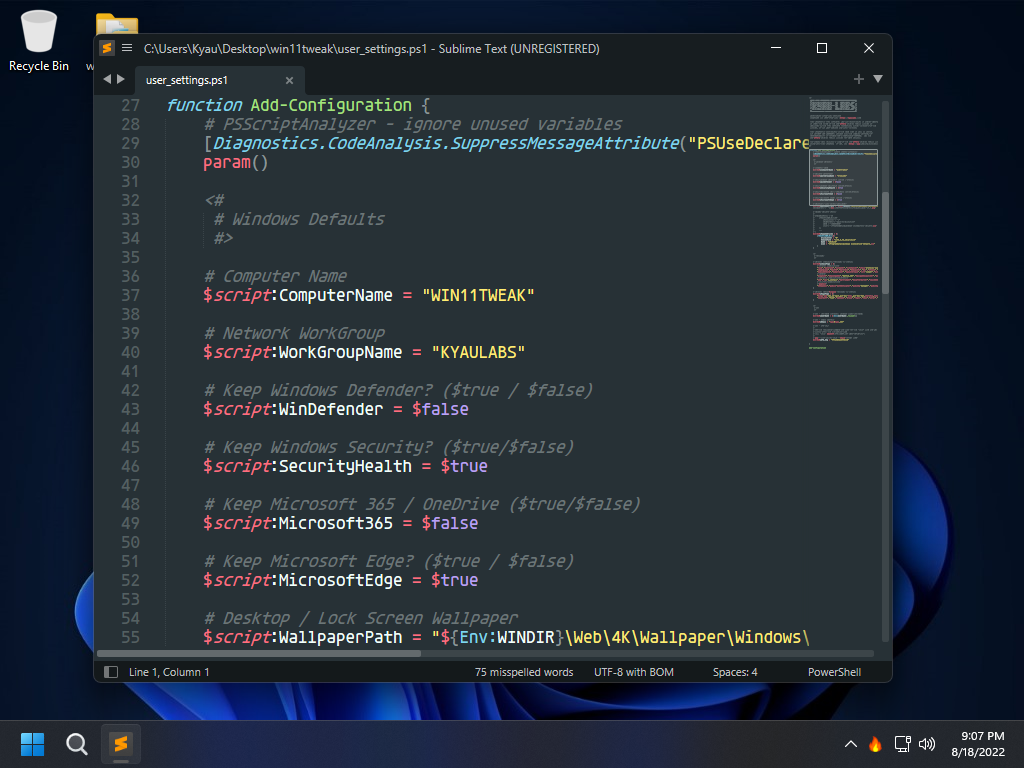 Recycle Bin
C:\Users\Kyau\Desktop\win11tweak\user_settings.ps1 - Sublime Text (UNREGISTERED)
user_settings.ps1
27 function Add-Configuration {
28 # PSScriptAnalyzer - ignore unused variables
29 [Diagnostics.CodeAnalysis.SuppressMessageAttribute("PSUseDeclare
30 param()
31
32 <#
33 # Windows Defaults
34 #>
35
36 # Computer Name
37 $script:ComputerName = "WIN11TWEAK"
38
39 # Network WorkGroup
40 $script:WorkGroupName = "KYAULABS"
41
42 # Keep Windows Defender? ($true / $false)
43 $script:WinDefender = $false
44
45 # Keep Windows Security? ($true/$false)
46 $script:SecurityHealth = $true
47
48 # Keep Microsoft 365 / OneDrive ($true/$false)
49 $script:Microsoft365 = $false
50
51 # Keep Microsoft Edge? ($true / $false)
52 $script:MicrosoftEdge = $true
53
54 # Desktop / Lock Screen Wallpaper
55 $script:WallpaperPath = "${Env:WINDIR}\Web\4K\Wallpaper\Windows\
Line 1, Column 1
75 misspelled words
UTF-8 with BOM
Spaces: 4
PowerShell
9:07 PM
8/18/2022